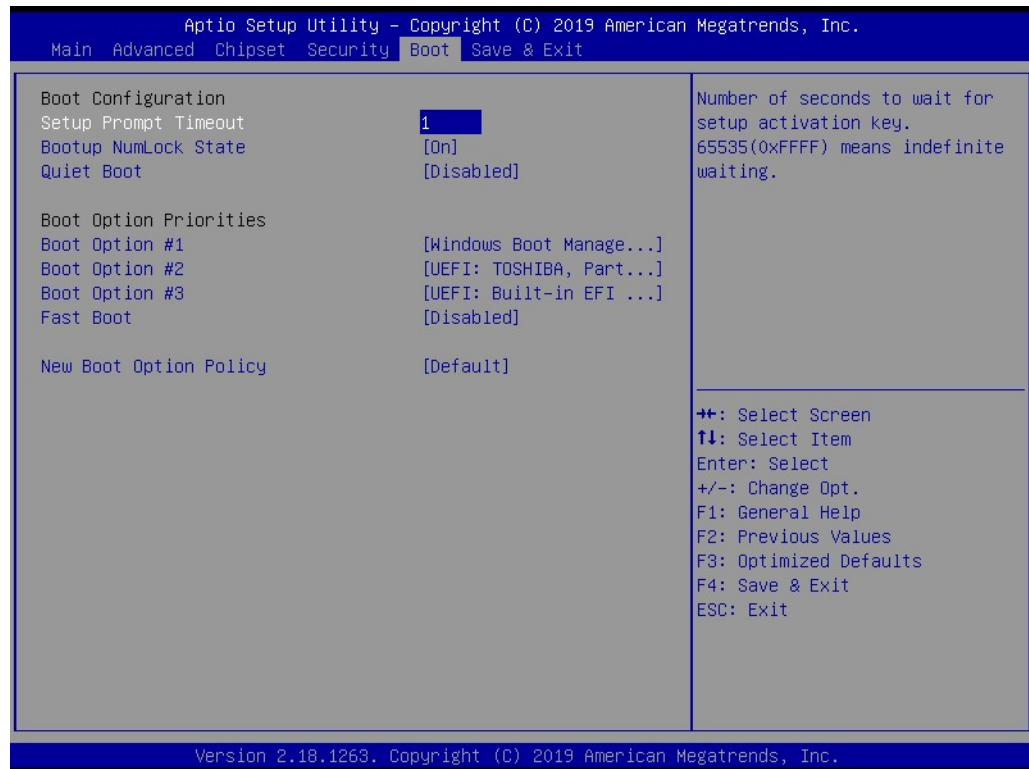 Aptio Setup Utility – Copyright (C) 2019 American Megatrends, Inc.
Main Advanced Chipset Security Boot Save & Exit
Boot Configuration
Setup Prompt Timeout 1
Bootup NumLock State [On]
Quiet Boot [Disabled]
Boot Option Priorities
Boot Option #1 [Windows Boot Manage...]
Boot Option #2 [UEFI: TOSHIBA, Part...]
Boot Option #3 [UEFI: Built-in EFI ...]
Fast Boot [Disabled]
New Boot Option Policy [Default]
Number of seconds to wait for
setup activation key.
65535(0xFFFF) means indefinite
waiting.
→←: Select Screen
↑↓: Select Item
Enter: Select
+/-: Change Opt.
F1: General Help
F2: Previous Values
F3: Optimized Defaults
F4: Save & Exit
ESC: Exit
Version 2.18.1263. Copyright (C) 2019 American Megatrends, Inc.